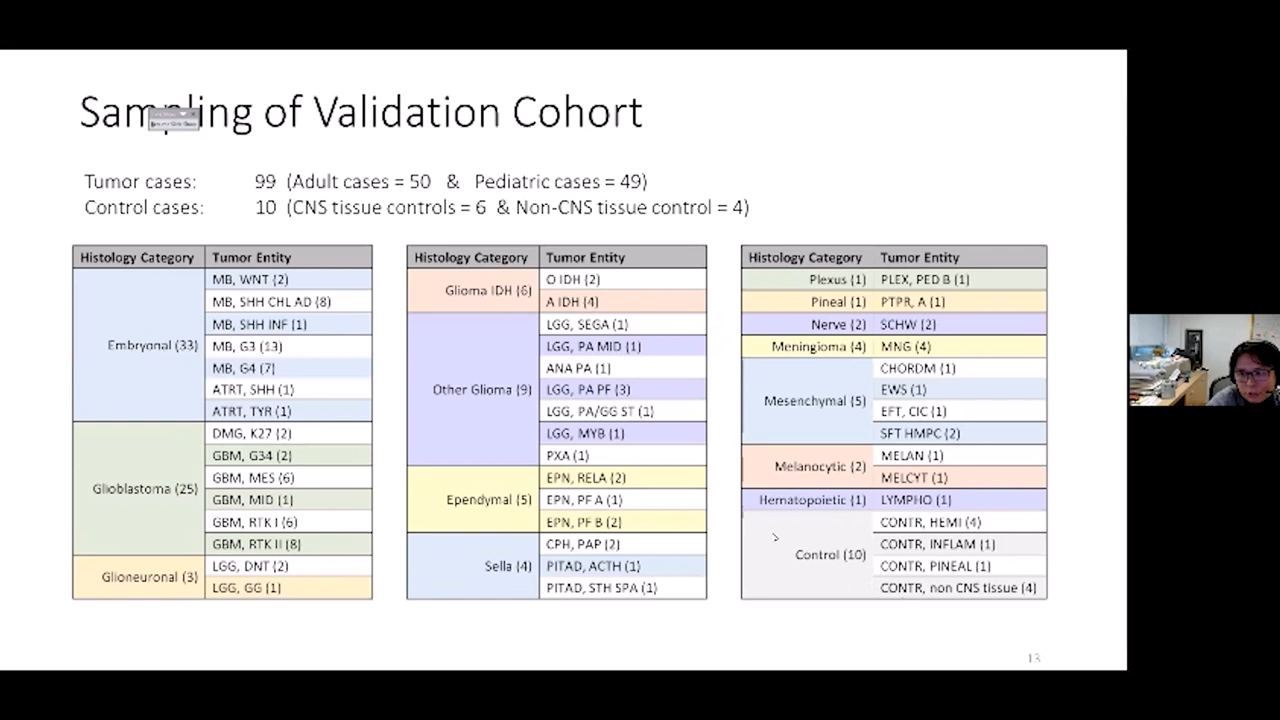 Sampling of Validation Cohort
Tumor cases: 99 (Adult cases = 50 & Pediatric cases = 49)
Control cases: 10 (CNS tissue controls = 6 & Non-CNS tissue control = 4)
Histology Category Tumor Entity
Embryonal (33)
MB, WNT (2)
MB, SHH CHL AD (8)
MB, SHH INF (1)
MB, G3 (13)
MB, G4 (7)
ATRT, SHH (1)
ATRT, TYR (1)
Glioblastoma (25)
DMG, K27 (2)
GBM, G34 (2)
GBM, MES (6)
GBM, MID (1)
GBM, RTK I (6)
GBM, RTK II (8)
Glioneuronal (3)
LGG, DNT (2)
LGG, GG (1)
Histology Category Tumor Entity
Glioma IDH (6)
O IDH (2)
A IDH (4)
Other Glioma (9)
LGG, SEGA (1)
LGG, PA MID (1)
ANA PA (1)
LGG, PA PF (3)
LGG, PA/GG ST (1)
LGG, MYB (1)
PXA (1)
Ependymal (5)
EPN, RELA (2)
EPN, PF A (1)
EPN, PF B (2)
Sella (4)
CPH, PAP (2)
PITAD, ACTH (1)
PITAD, STH SPA (1)
Histology Category Tumor Entity
Plexus (1) PLEX, PED B (1)
Pineal (1) PTPR, A (1)
Nerve (2) SCHW (2)
Meningioma (4) MNG (4)
Mesenchymal (5)
CHORDM (1)
EWS (1)
EFT, CIC (1)
SFT HMPC (2)
Melanocytic (2)
MELAN (1)
MELCYT (1)
Hematopoietic (1) LYMPHO (1)
Control (10)
CONTR, HEMI (4)
CONTR, INFLAM (1)
CONTR, PINEAL (1)
CONTR, non CNS tissue (4)
13